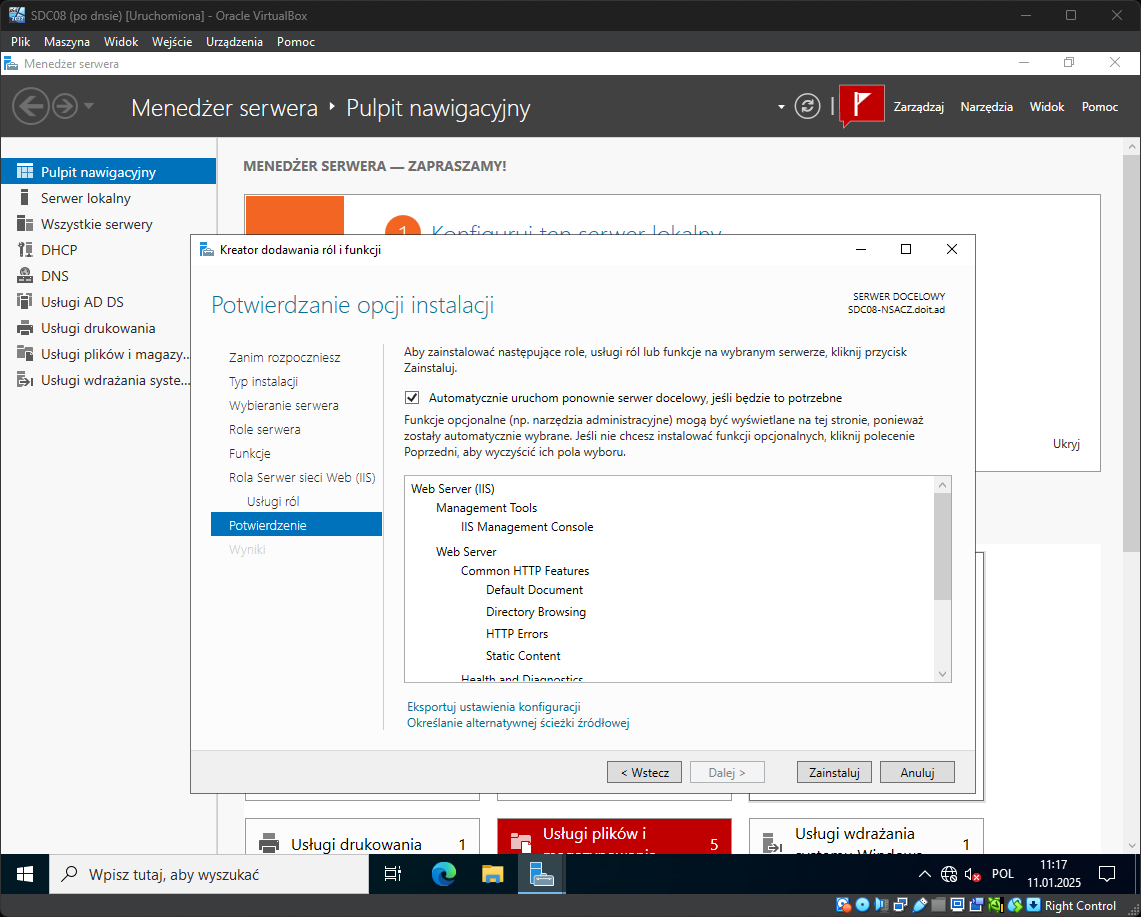 SDC08 (po dnsie) [Uruchomiona] - Oracle VirtualBox
Plik Maszyna Widok Wejście Urządzenia Pomoc
Menedżer serwera
Menedżer serwera ‣ Pulpit nawigacyjny
Zarządzaj Narzędzia Widok Pomoc
Pulpit nawigacyjny
Serwer lokalny
Wszystkie serwery
DHCP
DNS
Usługi AD DS
Usługi drukowania
Usługi plików i magazy...
Usługi wdrażania syste...
MENEDŻER SERWERA — ZAPRASZAMY!
1 Konfiguruj ten serwer lokalny
Ukryj
Kreator dodawania ról i funkcji
Potwierdzanie opcji instalacji
SERWER DOCELOWY
SDC08-NSACZ.doit.ad
Zanim rozpoczniesz
Typ instalacji
Wybieranie serwera
Role serwera
Funkcje
Rola Serwer sieci Web (IIS)
Usługi ról
Potwierdzenie
Wyniki
Aby zainstalować następujące role, usługi ról lub funkcje na wybranym serwerze, kliknij przycisk
Zainstaluj.
Automatycznie uruchom ponownie serwer docelowy, jeśli będzie to potrzebne
Funkcje opcjonalne (np. narzędzia administracyjne) mogą być wyświetlane na tej stronie, ponieważ
zostały automatycznie wybrane. Jeśli nie chcesz instalować funkcji opcjonalnych, kliknij polecenie
Poprzedni, aby wyczyścić ich pola wyboru.
Web Server (IIS)
Management Tools
IIS Management Console
Web Server
Common HTTP Features
Default Document
Directory Browsing
HTTP Errors
Static Content
Health and Diagnostics
Eksportuj ustawienia konfiguracji
Określanie alternatywnej ścieżki źródłowej
< Wstecz Dalej > Zainstaluj Anuluj
Usługi drukowania 1
Usługi plików i
magazynowania 5
Usługi wdrażania
systemu Windows 1
Wpisz tutaj, aby wyszukać
POL
11:17
11.01.2025
Right Control